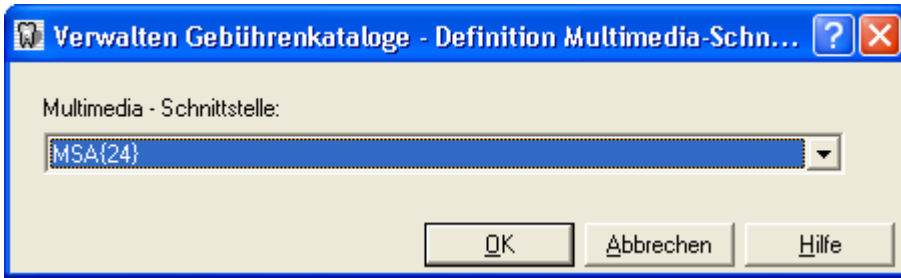 Verwalten Gebührenkataloge - Definition Multimedia-Schn...
Multimedia - Schnittstelle:
MSA{24}
OK Abbrechen Hilfe